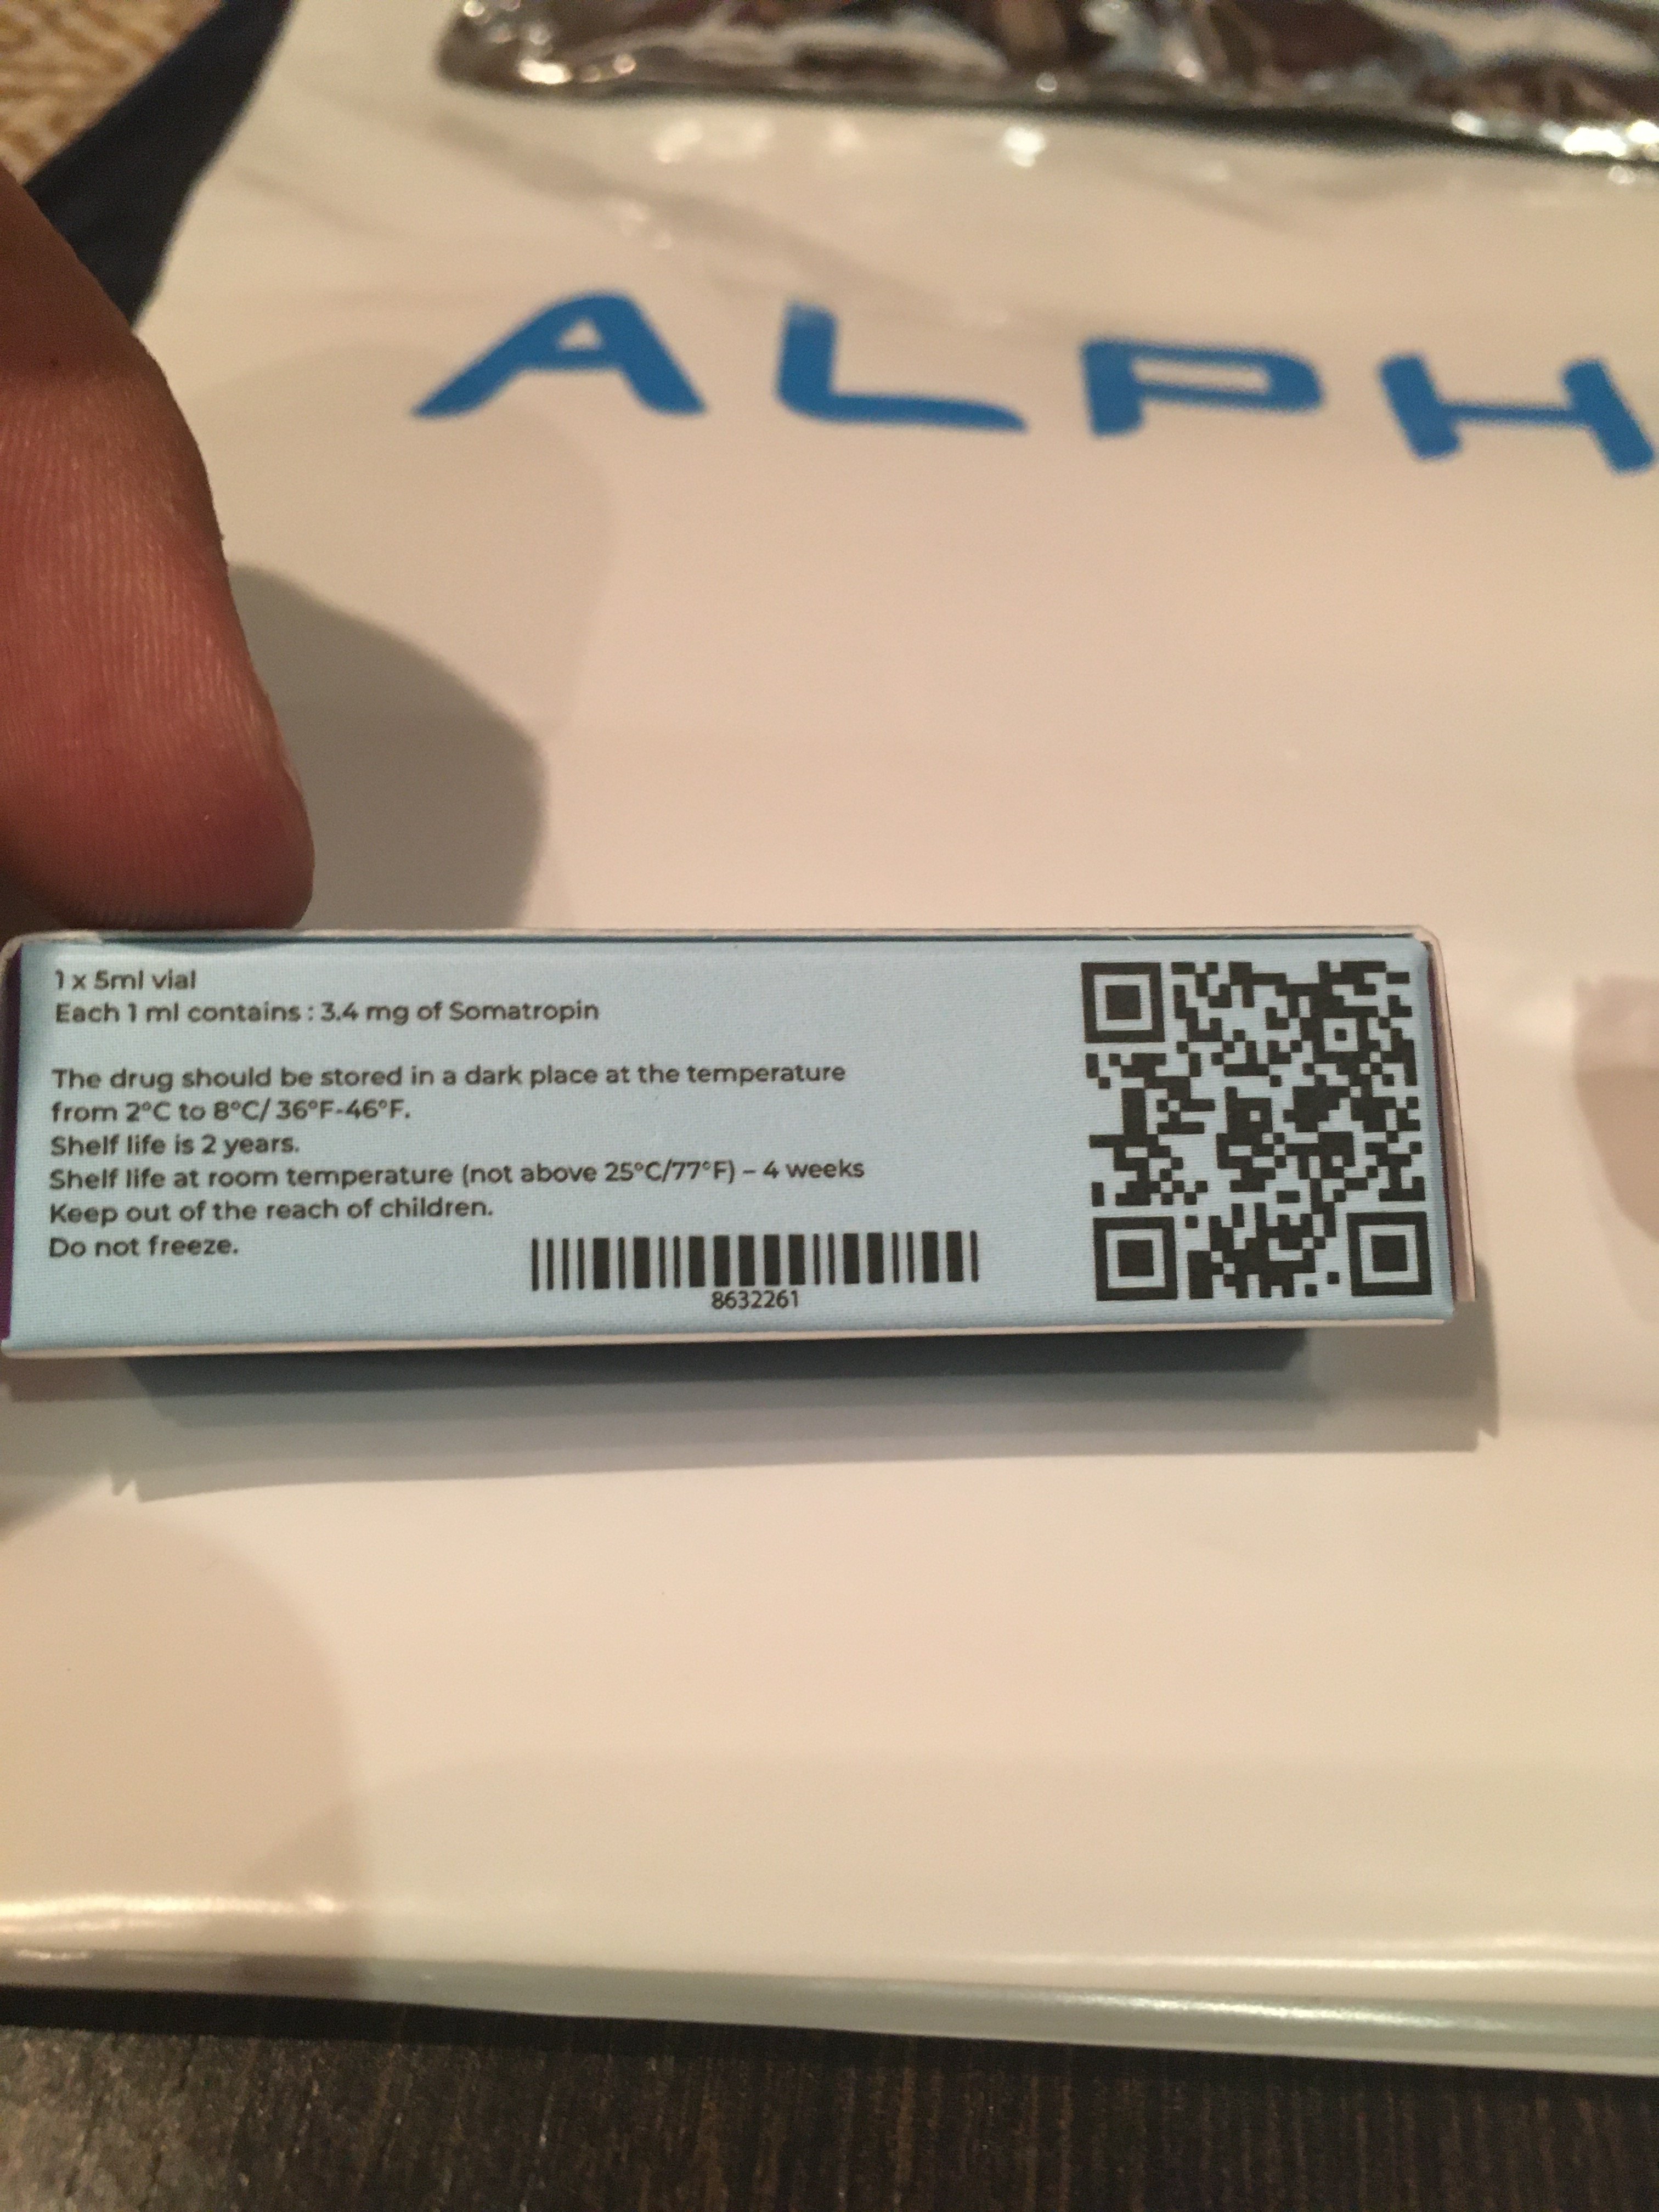 ALPH
1 x 5ml vial
Each 1 ml contains : 3.4 mg of Somatropin
The drug should be stored in a dark place at the temperature
from 2°C to 8°C/ 36°F-46°F.
Shelf life is 2 years.
Shelf life at room temperature (not above 25°C/77°F) – 4 weeks
Keep out of the reach of children.
Do not freeze.
8632261